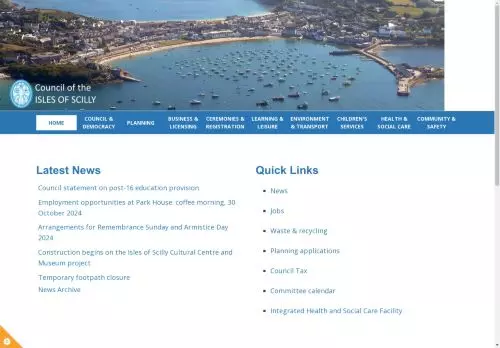 Council of the
ISLES OF SCILLY
HOME
COUNCIL &
DEMOCRACY
PLANNING
BUSINESS &
LICENSING
CEREMONIES &
REGISTRATION
LEARNING &
LEISURE
ENVIRONMENT
& TRANSPORT
CHILDREN'S
SERVICES
HEALTH &
SOCIAL CARE
COMMUNITY &
SAFETY
Latest News
Council statement on post-16 education provision
Employment opportunities at Park House: coffee morning, 30
October 2024
Arrangements for Remembrance Sunday and Armistice Day
2024
Construction begins on the Isles of Scilly Cultural Centre and
Museum project
Temporary footpath closure
News Archive
Quick Links
News
Jobs
Waste & recycling
Planning applications
Council Tax
Committee calendar
Integrated Health and Social Care Facility